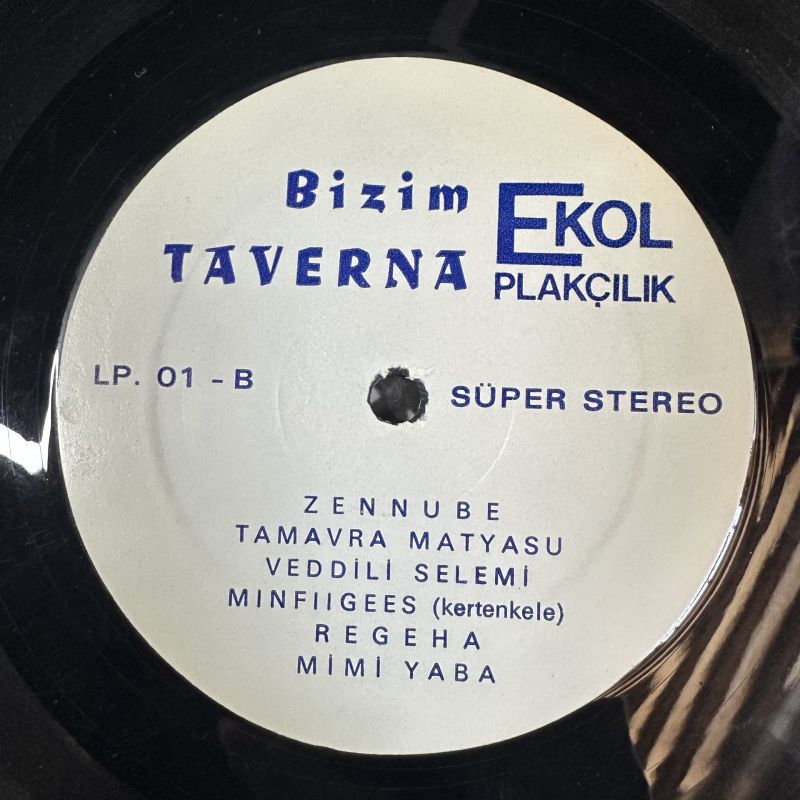 Bizim
TAVERNA
EKOL
PLAKÇILIK
LP. 01 - B
SÜPER STEREO
ZENNUBE
TAMAVRA MATYASU
VEDDİLİ SELEMİ
MINFIIGEES (kertenkele)
REGEHA
MİMİ YABA